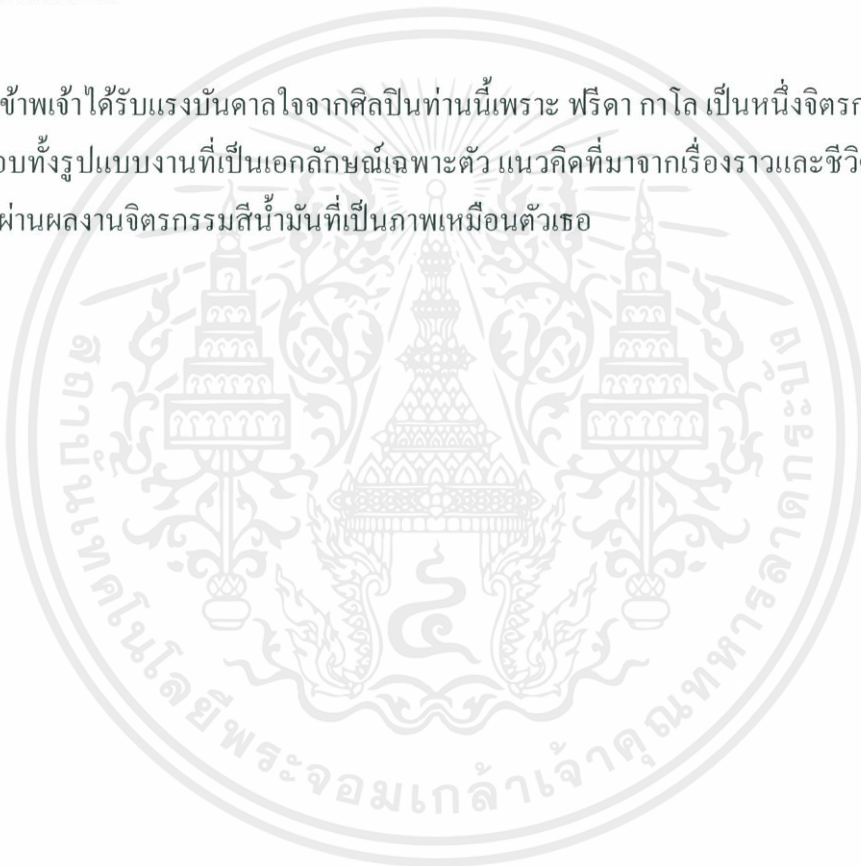 ข้าพเจ้าได้รับแรงบันดาลใจจากศิลปินท่านนี้เพราะ ฟรีดา กาโล เป็นหนึ่งจิตรก
อบทั้งรูปแบบงานที่เป็นเอกลักษณ์เฉพาะตัว แนวคิดที่มาจากเรื่องราวและชีวิ
ผ่านผลงานจิตรกรรมสีน้ำมันที่เป็นภาพเหมือนตัวเธอ
สถาบันเทคโนโลยีพระจอมเกล้าเจ้าคุณทหารลาดกระบัง
๔